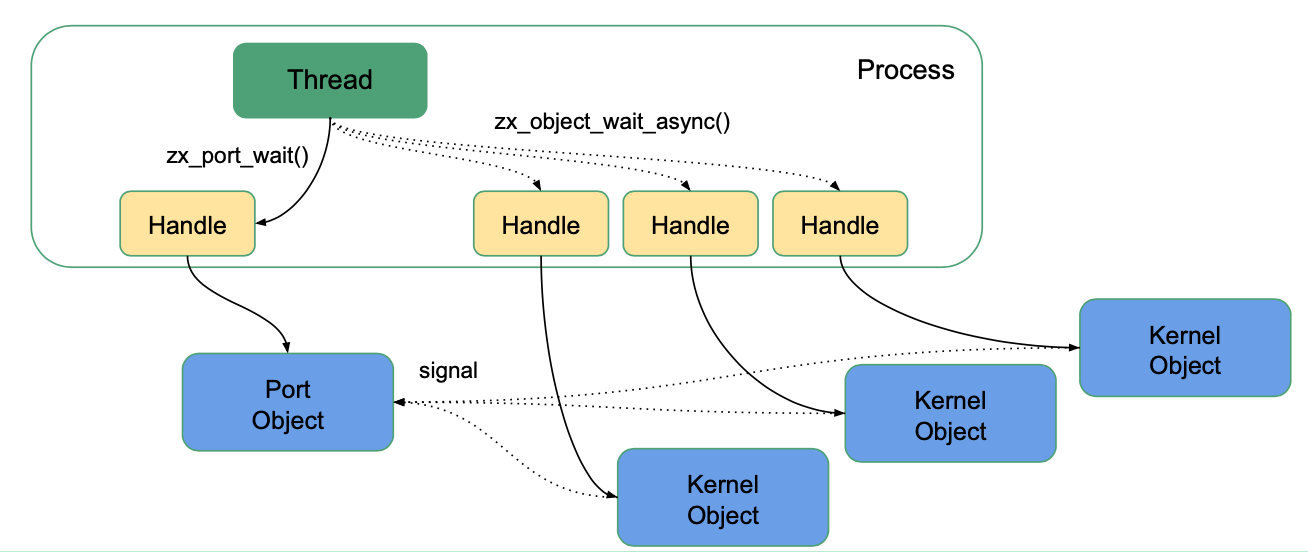 Thread
Process
zx_object_wait_async()
zx_port_wait()
Handle
Handle
Handle
Handle
Kernel
Object
signal
Port
Object
Kernel
Object
Kernel
Object